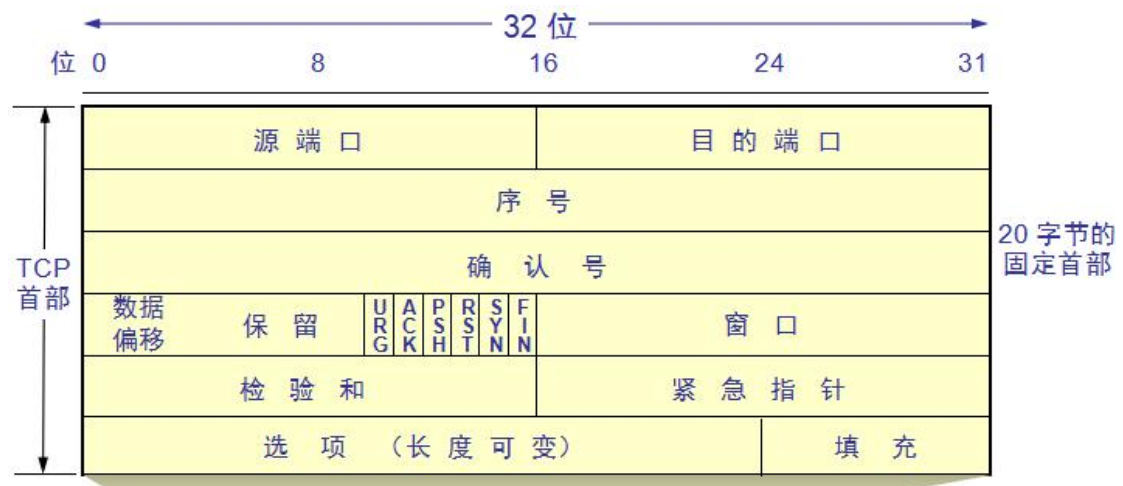 32 位
位 0 8 16 24 31
源 端 口 目 的 端 口
序 号
确 认 号
20 字节的
固定首部
TCP
首部
数据
偏移
保 留
URG
ACK
PSH
RST
SYN
FIN
窗 口
检 验 和 紧 急 指 针
选 项 (长 度 可 变) 填 充